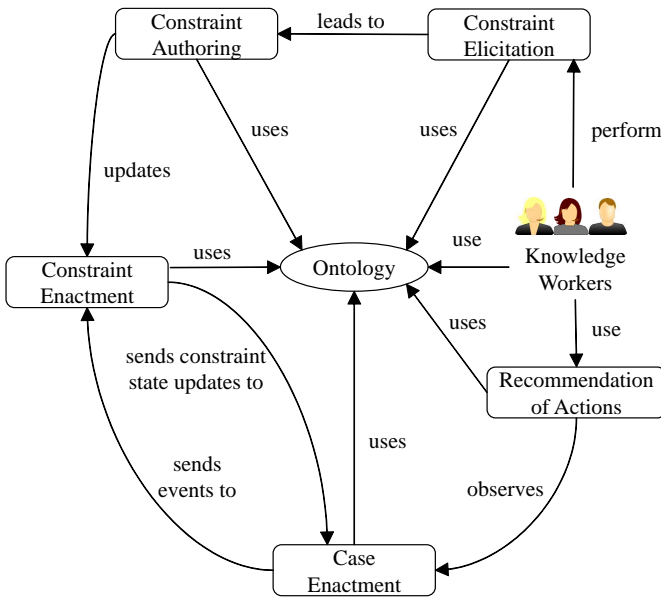 Constraint
Authoring
leads to
Constraint
Elicitation
uses
uses
perform
updates
Constraint
Enactment
uses
Ontology
use
Knowledge
Workers
uses
use
sends constraint
state updates to
Recommendation
of Actions
uses
sends
events to
observes
Case
Enactment